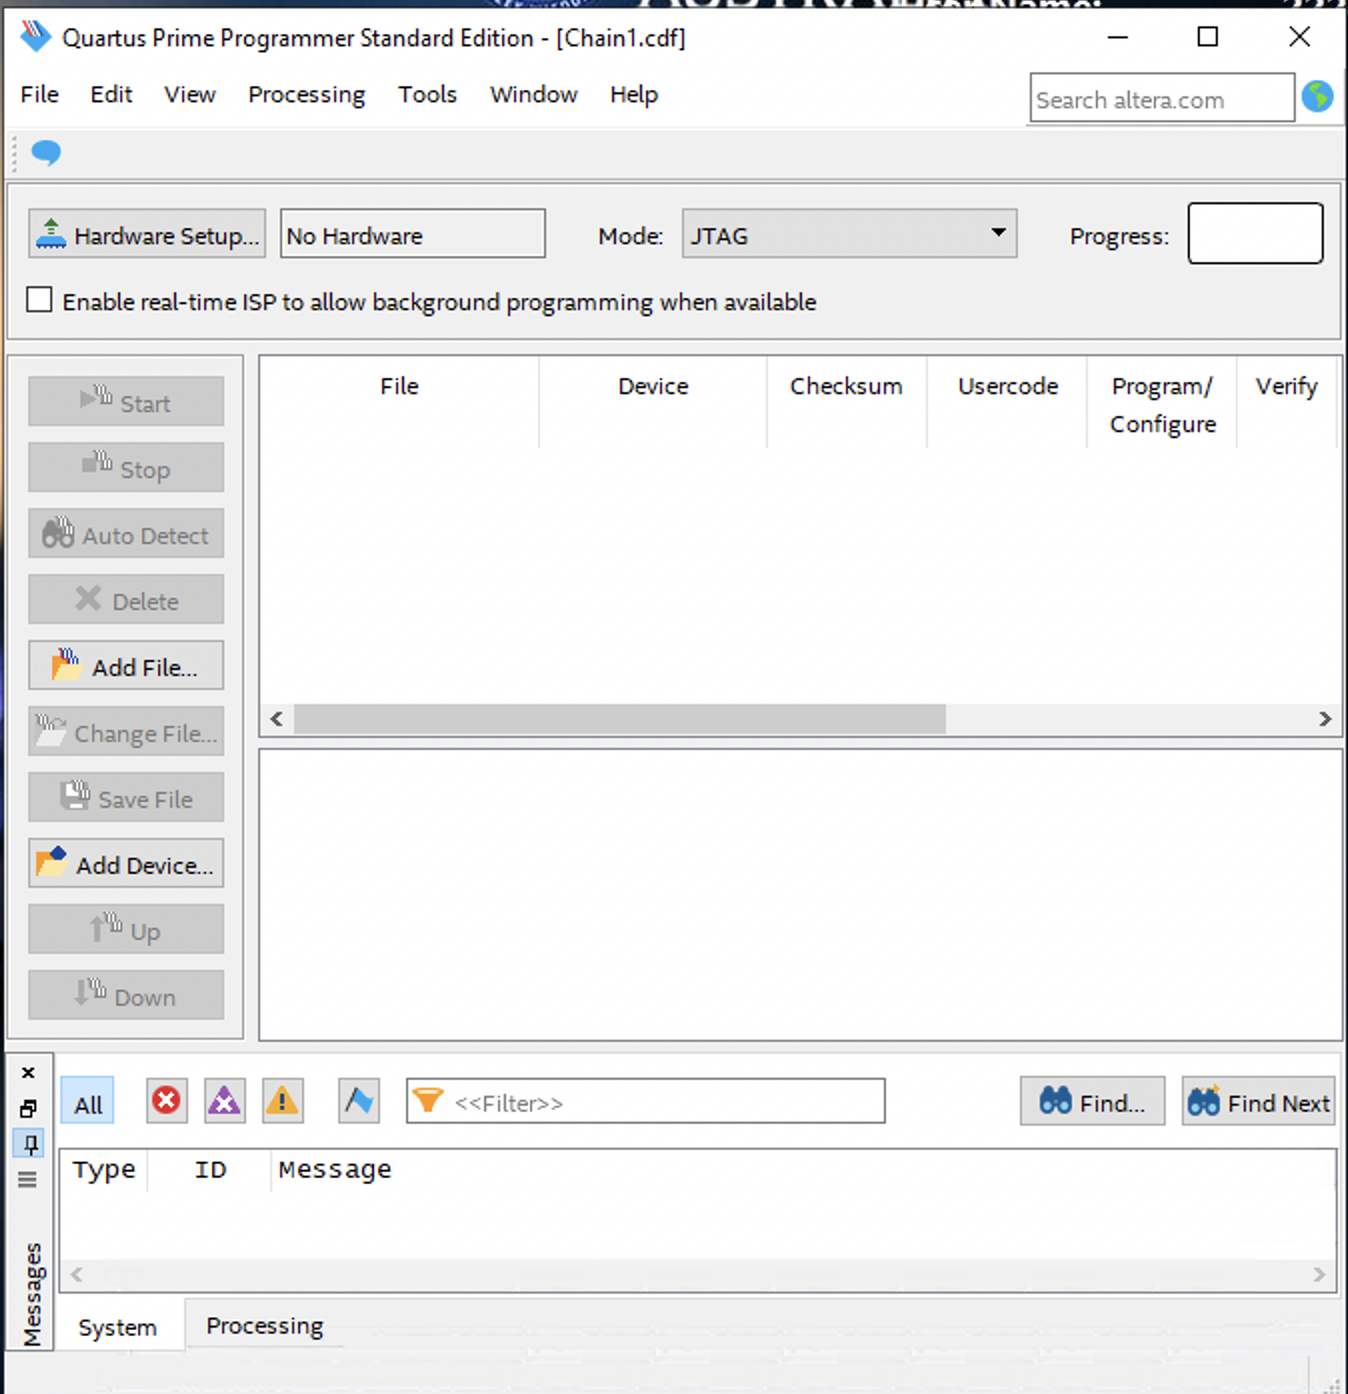 Quartus Prime Programmer Standard Edition - [Chain1.cdf]
File Edit View Processing Tools Window Help
Search altera.com
Hardware Setup... No Hardware Mode: JTAG Progress:
Enable real-time ISP to allow background programming when available
Start
Stop
Auto Detect
Delete
Add File...
Change File...
Save File
Add Device...
Up
Down
File Device Checksum Usercode Program/
Configure Verify
All <<Filter>> Find... Find Next
Type ID Message
Messages
System Processing